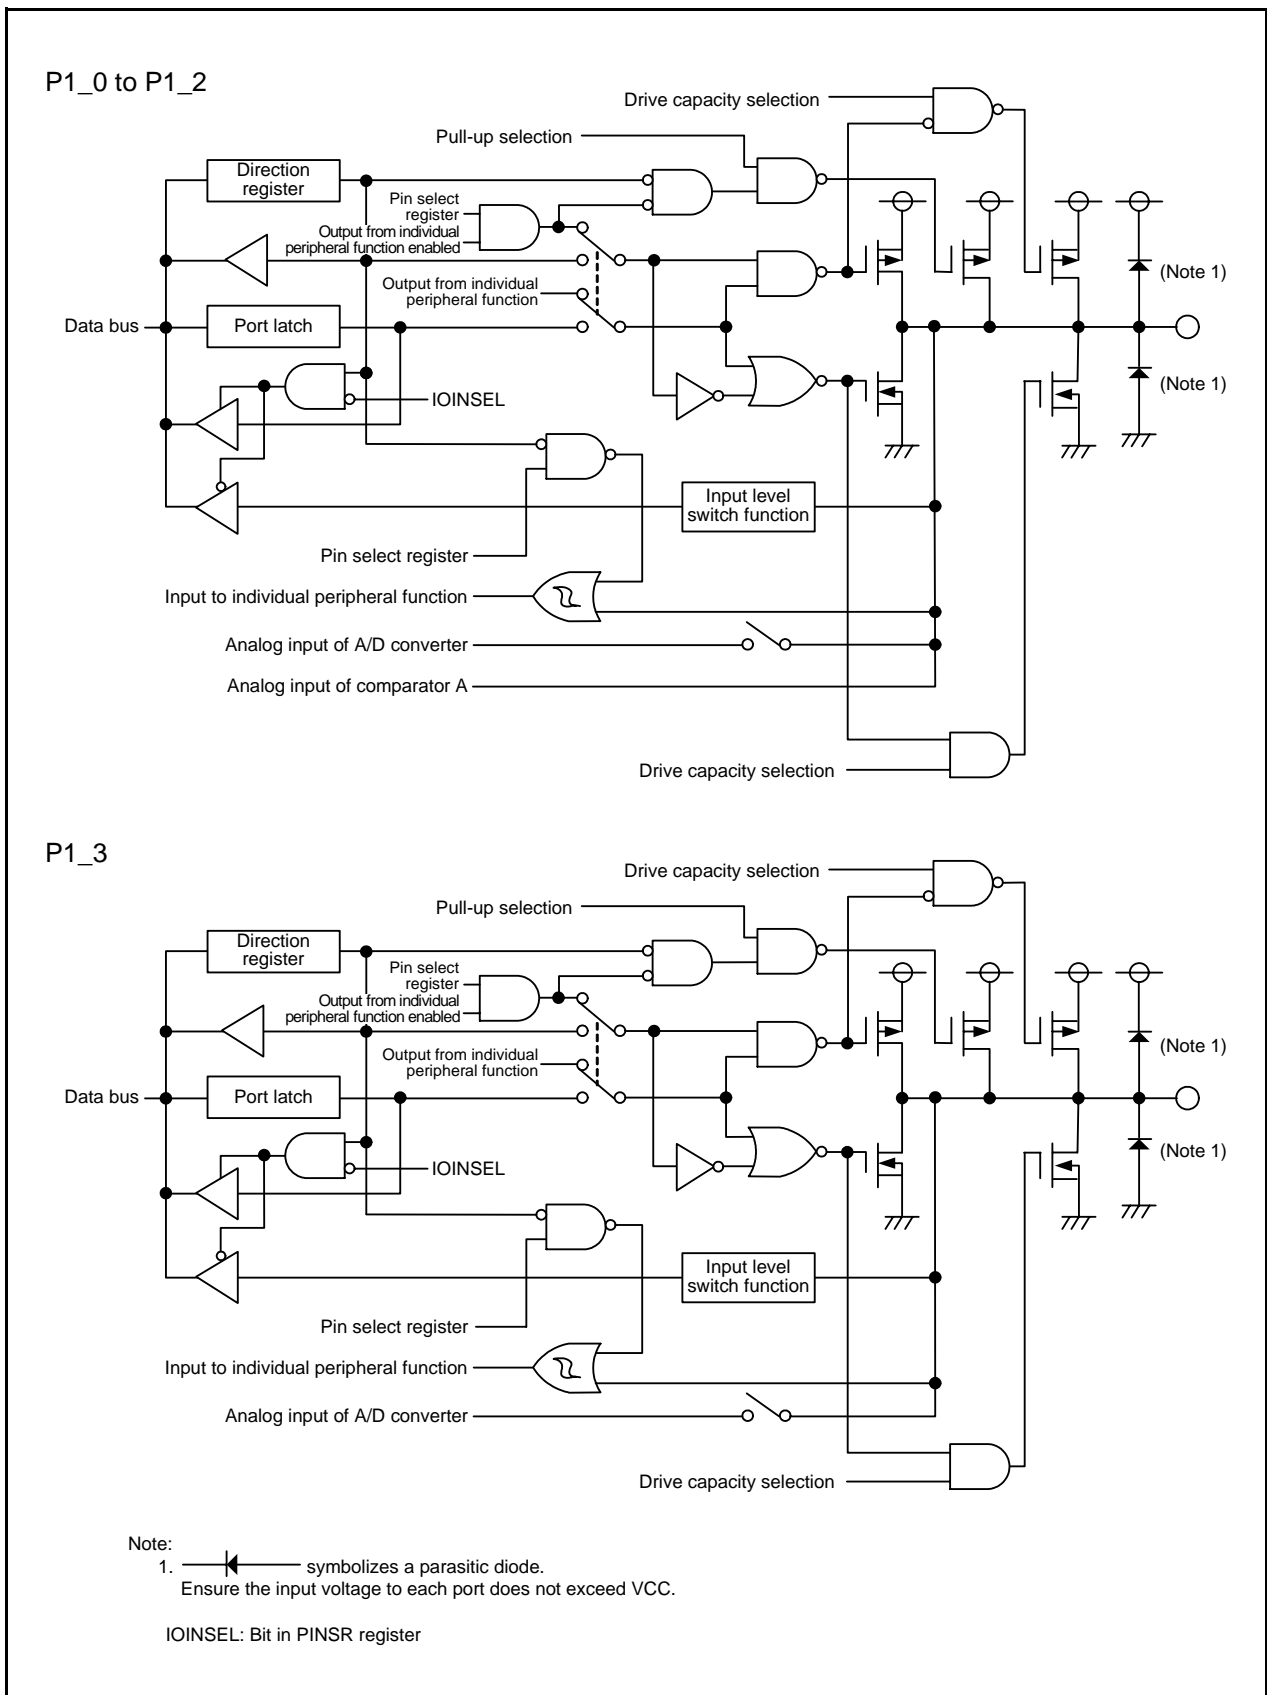 P1_0 to P1_2
Drive capacity selection
Pull-up selection
Direction
register
Pin select
register
Output from individual
peripheral function enabled
(Note 1)
Output from individual
peripheral function
Data bus
Port latch
(Note 1)
IOINSEL
Input level
switch function
Pin select register
Input to individual peripheral function
Analog input of A/D converter
Analog input of comparator A
Drive capacity selection
P1_3
Drive capacity selection
Pull-up selection
Direction
register
Pin select
register
Output from individual
peripheral function enabled
(Note 1)
Output from individual
peripheral function
Data bus
Port latch
(Note 1)
IOINSEL
Input level
switch function
Pin select register
Input to individual peripheral function
Analog input of A/D converter
Drive capacity selection
Note:
1. symbolizes a parasitic diode.
Ensure the input voltage to each port does not exceed VCC.
IOINSEL: Bit in PINSR register